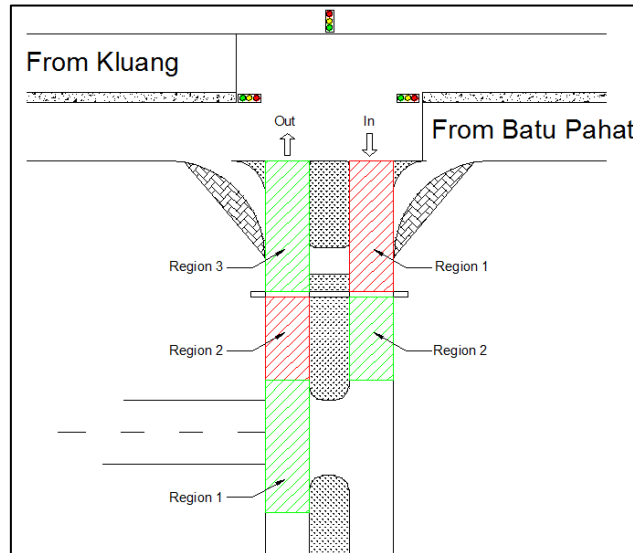 From Kluang
Out
In
From Batu Pahat
Region 3
Region 1
Region 2
Region 2
Region 1